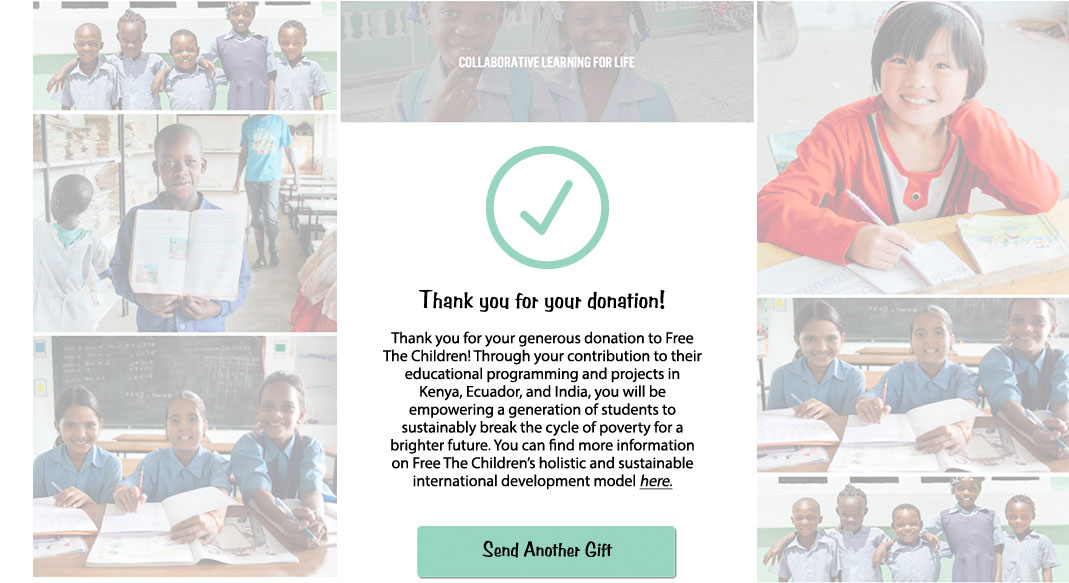 COLLABORATIVE LEARNING FOR LIFE
Thank you for your donation!
Thank you for your generous donation to Free
The Children! Through your contribution to their
educational programming and projects in
Kenya, Ecuador, and India, you will be
empowering a generation of students to
sustainably break the cycle of poverty for a
brighter future. You can find more information
on Free The Children’s holistic and sustainable
international development model here.
Send Another Gift